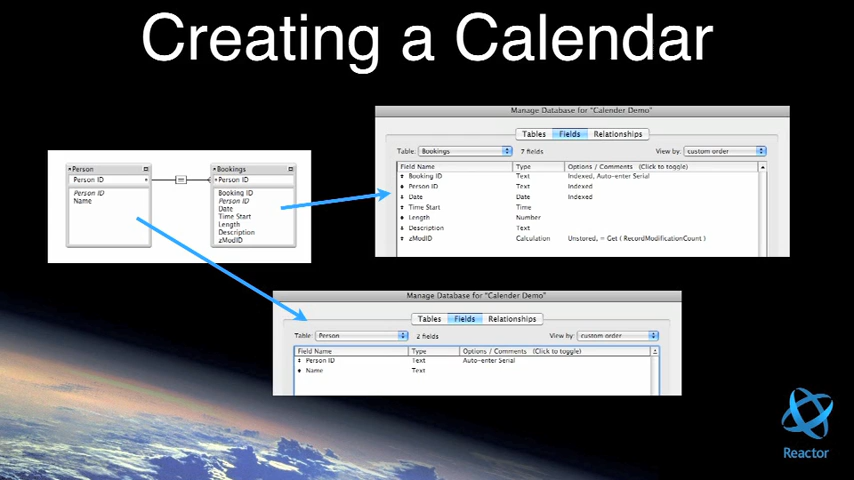 Creating a Calendar
Manage Database for "Calender Demo"
Tables Fields Relationships
Table: Bookings 7 fields View by: custom order
Field Name Type Options / Comments (Click to toggle)
Booking ID Text Indexed, Auto-enter Serial
Person ID Text Indexed
Date Date Indexed
Time Start Time
Length Number
Description Text
zModID Calculation Unstored, = Get ( RecordModificationCount )
Person
Person ID
Person ID
Name
=
Bookings
Person ID
Booking ID
Person ID
Date
Time Start
Length
Description
zModID
Manage Database for "Calender Demo"
Tables Fields Relationships
Table: Person 2 fields View by: custom order
Field Name Type Options / Comments (Click to toggle)
Person ID Text Auto-enter Serial
Name Text
Reactor